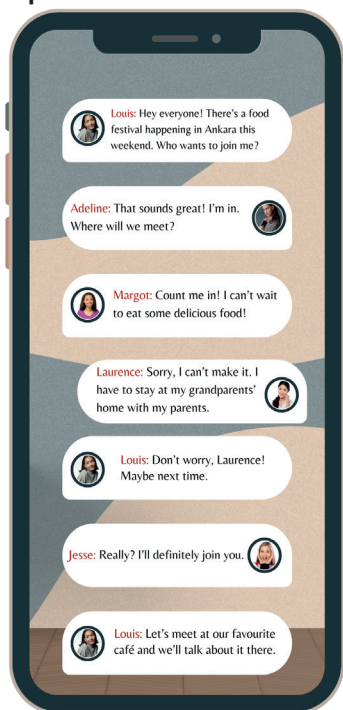 Louis: Hey everyone! There's a food
festival happening in Ankara this
weekend. Who wants to join me?
Adeline: That sounds great! I'm in.
Where will we meet?
Margot: Count me in! I can't wait
to eat some delicious food!
Laurence: Sorry, I can't make it. I
have to stay at my grandparents'
home with my parents.
Louis: Don't worry, Laurence!
Maybe next time.
Jesse: Really? I'll definitely join you.
Louis: Let's meet at our favourite
café and we'll talk about it there.